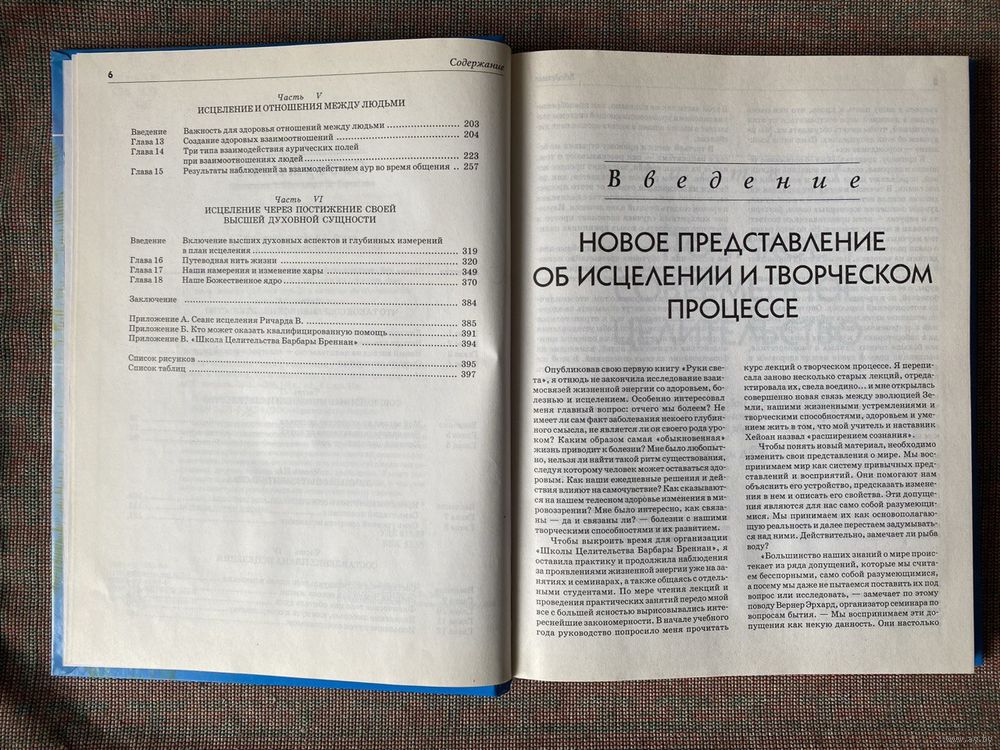 6
Содержание
Часть V
ИСЦЕЛЕНИЕ И ОТНОШЕНИЯ МЕЖДУ ЛЮДЬМИ
Введение Важность для здоровья отношений между людьми 203
Глава 13 Создание здоровых взаимоотношений 204
Глава 14 Три типа взаимодействия аурических полей
при взаимоотношениях людей 223
Глава 15 Результаты наблюдений за взаимодействием аур во время общения .. 257
Часть VI
ИСЦЕЛЕНИЕ ЧЕРЕЗ ПОСТИЖЕНИЕ СВОЕЙ
ВЫСШЕЙ ДУХОВНОЙ СУЩНОСТИ
Введение Включение высших духовных аспектов и глубинных измерений
в план исцеления 319
Глава 16 Путеводная нить жизни 320
Глава 17 Наши намерения и изменение хары 349
Глава 18 Наше Божественное ядро 370
Заключение 384
Приложение А. Сеанс исцеления Ричарда В. 385
Приложение Б. Кто может оказать квалифицированную помощь 391
Приложение В. «Школа Целительства Барбары Бреннан» 394
Список рисунков 395
Список таблиц 397
Введение
НОВОЕ ПРЕДСТАВЛЕНИЕ
ОБ ИСЦЕЛЕНИИ И ТВОРЧЕСКОМ
ПРОЦЕССЕ
Опубликовав свою первую книгу «Руки све-
та», я отнюдь не закончила исследование взаи-
мосвязей жизненной энергии со здоровьем, бо-
лезнью и исцелением. Особенно интересовал
меня главный вопрос: отчего мы болеем? Не
имеет ли сам факт заболевания некоего глубин-
ного смысла, не является ли он своего рода уро-
ком? Каким образом самая «обыкновенная»
жизнь приводит к болезни? Мне было любопыт-
но, нельзя ли найти такой ритм существования,
следуя которому человек может оставаться здо-
ровым. Как наши ежедневные решения и дей-
ствия влияют на самочувствие? Как сказывают-
ся на нашем телесном здоровье изменения в ми-
ровоззрении? Мне было интересно, как связа-
ны — да и связаны ли? — болезни с нашими
творческими способностями и их развитием.
Чтобы выкроить время для организации
«Школы Целительства Барбары Бреннан», я
оставила практику и продолжила наблюдения
за проявлениями жизненной энергии уже на за-
нятиях и семинарах, а также общаясь с отдель-
ными студентами. По мере чтения лекций и
проведения практических занятий передо мной
все с большей ясностью вырисовывались инте-
реснейшие закономерности. В начале учебного
года руководство попросило меня прочитать
курс лекций о творческом процессе. Я перепи-
сала заново несколько старых лекций, отреда-
ктировала их, свела воедино... и мне открылась
совершенно новая связь между эволюцией Зем-
ли, нашими жизненными устремлениями и
творческими способностями, здоровьем и уме-
нием жить в том, что мой учитель и наставник
Хейоан назвал «расширением сознания».
Чтобы понять новый материал, необходимо
изменить свои представления о мире. Мы вос-
принимаем мир как систему привычных пред-
ставлений и восприятий. Они помогают нам
объяснить его устройство, предсказать измене-
ния в нем и описать его свойства. Эти допуще-
ния являются для нас само собой разумеющи-
мися. Мы принимаем их как основополагаю-
щую реальность и далее перестаем задумывать-
ся над ними. Действительно, замечает ли рыба
воду?
«Большинство наших знаний о мире проис-
текает из ряда допущений, которые мы счита-
ем бесспорными, само собой разумеющимися,
а посему мы даже не пытаемся поставить их под
вопрос или исследовать, — замечает по этому
поводу Вернер Эрхард, организатор семинара по
вопросам бытия. — Мы воспринимаем эти до-
пущения как некую данность. Они настолько
www.ay.by